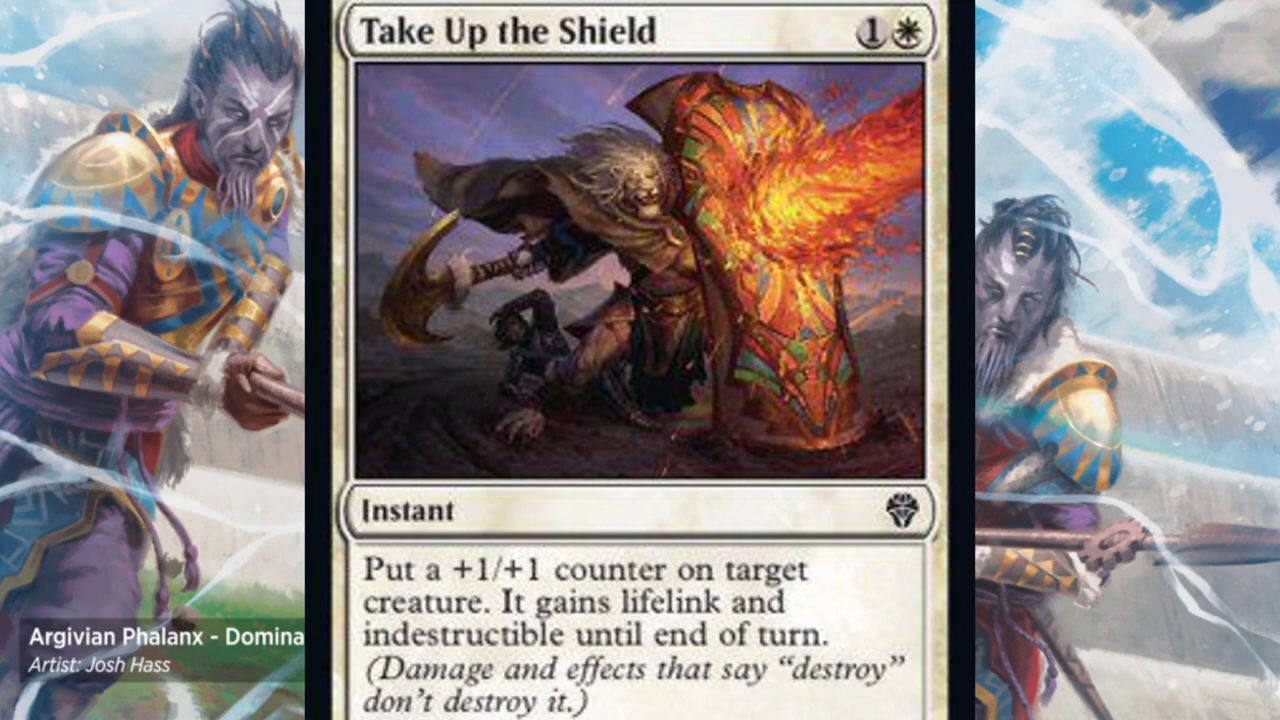 Take Up the Shield 1
Instant
Put a +1/+1 counter on target
creature. It gains lifelink and
indestructible until end of turn.
(Damage and effects that say “destroy”
don’t destroy it.)
Argivian Phalanx - Domina
Artist: Josh Hass